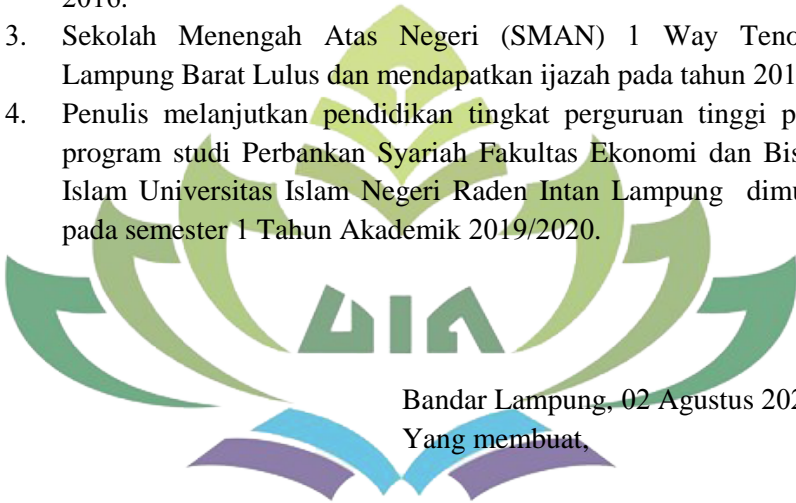 2016.
3. Sekolah Menengah Atas Negeri (SMAN) 1 Way Teno
Lampung Barat Lulus dan mendapatkan ijazah pada tahun 201
4. Penulis melanjutkan pendidikan tingkat perguruan tinggi p
program studi Perbankan Syariah Fakultas Ekonomi dan Bis
Islam Universitas Islam Negeri Raden Intan Lampung dimu
pada semester 1 Tahun Akademik 2019/2020.
UIN
Bandar Lampung, 02 Agustus 202
Yang membuat,